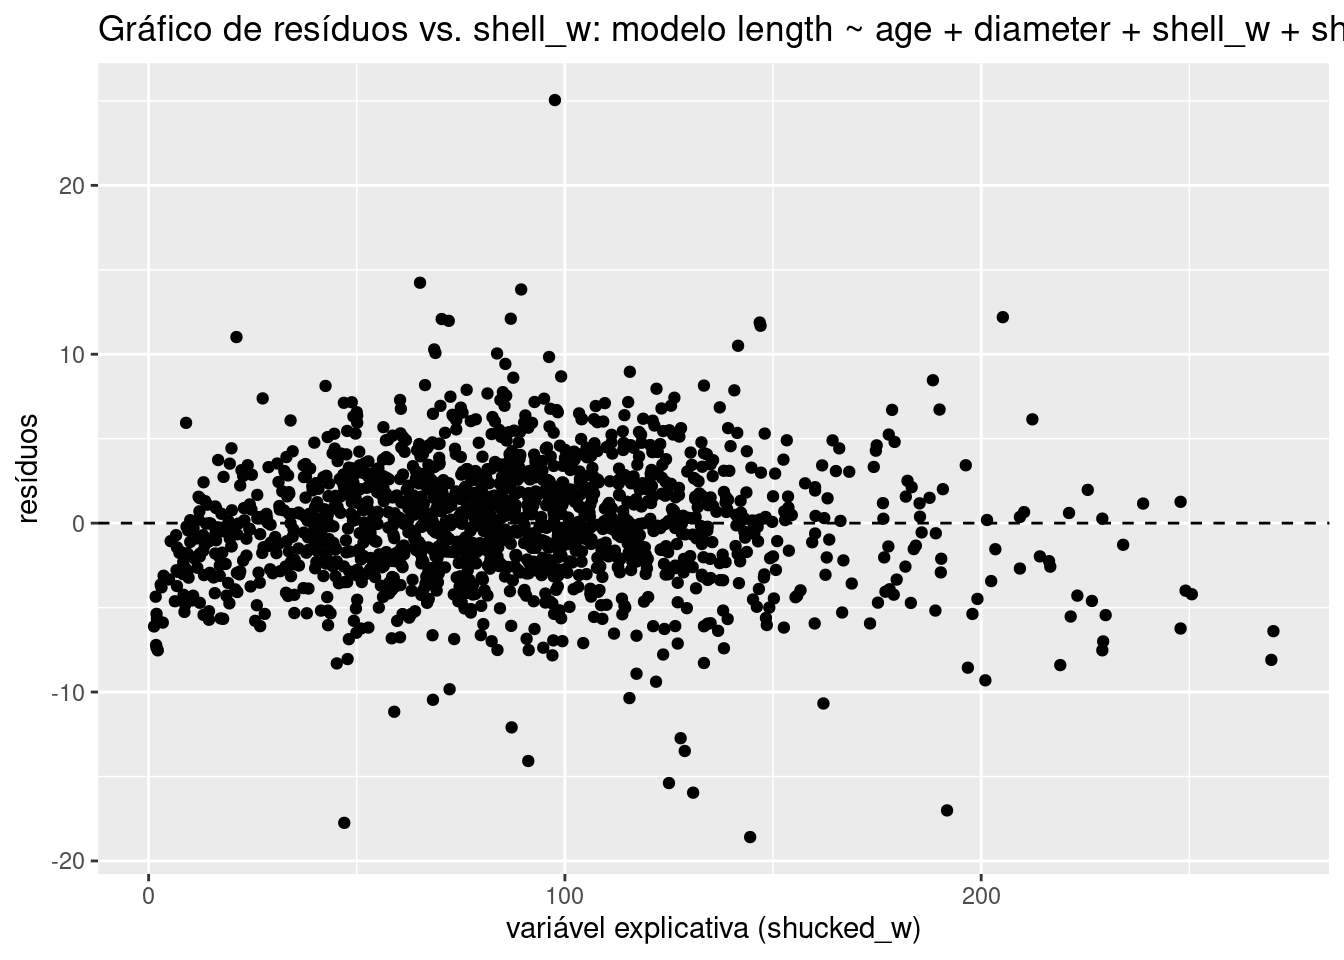 Gráfico de resíduos vs. shell_w: modelo length ~ age + diameter + shell_w + sh
20
10
0
-10
-20
resíduos
0 100 200
variável explicativa (shucked_w)